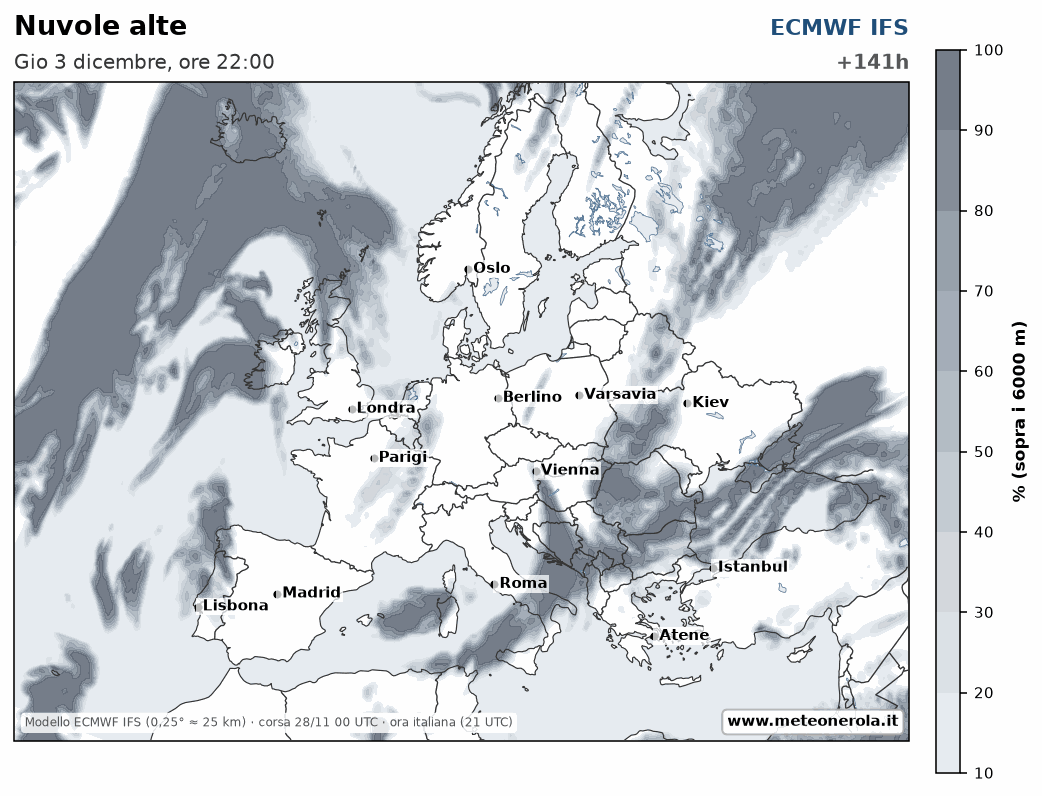 Nuvole alte
ECMWF IFS
Gio 3 dicembre, ore 22:00
+141h
Oslo
Berlino
Varsavia
Kiev
Londra
Parigi
Vienna
Istanbul
Roma
Madrid
Lisbona
Atene
Modello ECMWF IFS (0,25° ≈ 25 km) · corsa 28/11 00 UTC · ora italiana (21 UTC)
www.meteonerola.it
100
90
80
70
60
50
40
30
20
10
% (sopra i 6000 m)